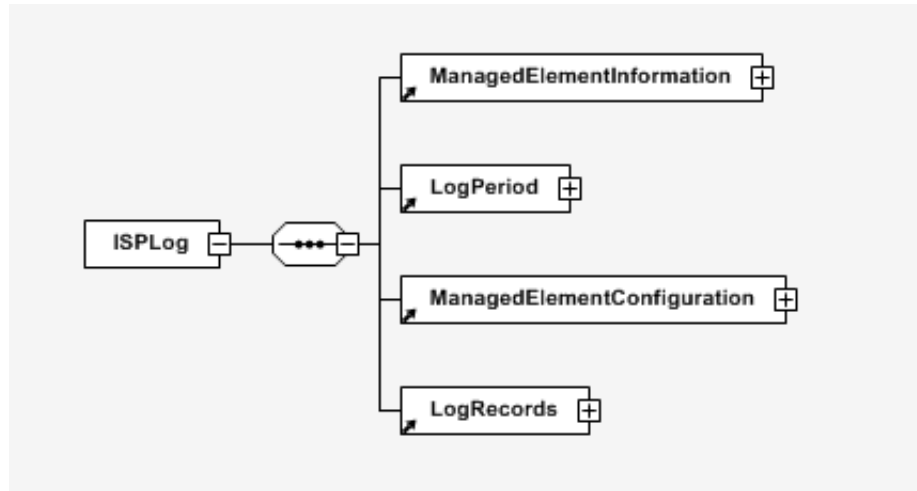 ManagedElementInformation
LogPeriod
ISPLog
ManagedElementConfiguration
LogRecords